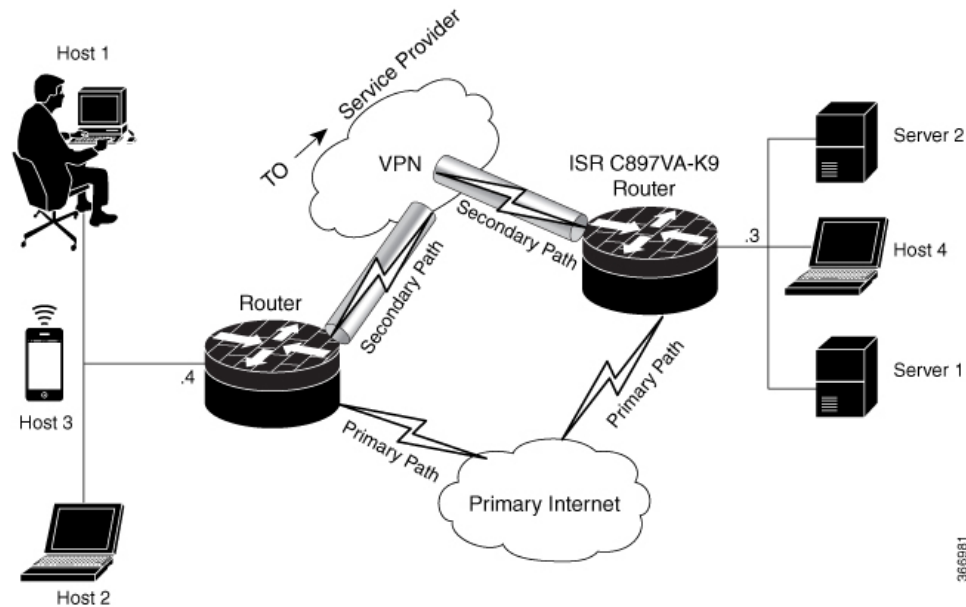 Host 1
TO → Service Provider
VPN
ISR C897VA-K9
Router
Server 2
Secondary Path
Secondary Path
.3
Host 4
Router
.4
Host 3
Server 1
Primary Path
Primary Path
Primary Internet
Host 2
366981